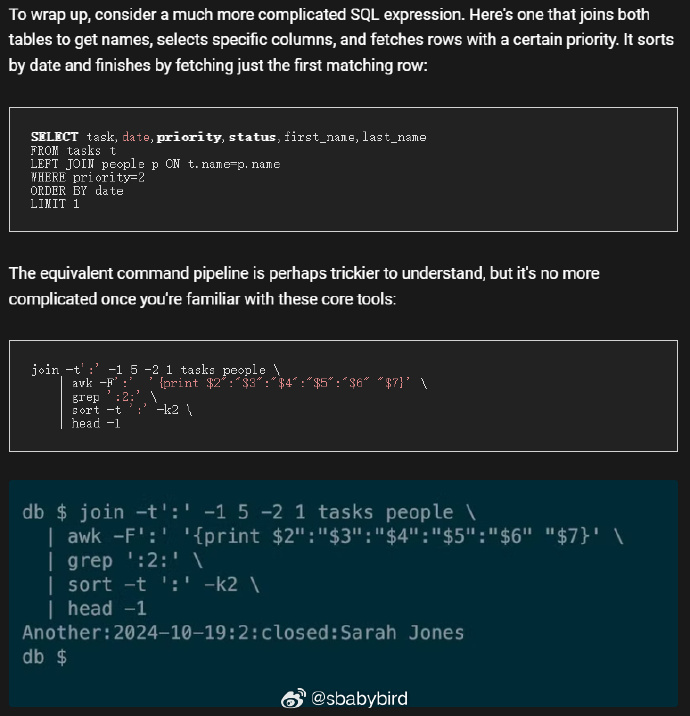 To wrap up, consider a much more complicated SQL expression. Here's one that joins both
tables to get names, selects specific columns, and fetches rows with a certain priority. It sorts
by date and finishes by fetching just the first matching row:
SELECT task, date, priority, status, first_name, last_name
FROM tasks t
LEFT JOIN people p ON t.name=p.name
WHERE priority=2
ORDER BY date
LIMIT 1
The equivalent command pipeline is perhaps trickier to understand, but it's no more
complicated once you're familiar with these core tools:
join -t':' -1 5 -2 1 tasks people \
| awk -F':' '{print $2":"$3":"$4":"$5":"$6" "$7}' \
| grep ':2:' \
| sort -t ':' -k2 \
| head -1
db $ join -t':' -1 5 -2 1 tasks people \
| awk -F':' '{print $2":"$3":"$4":"$5":"$6" "$7}' \
| grep ':2:' \
| sort -t ':' -k2 \
| head -1
Another:2024-10-19:2:closed:Sarah Jones
db $
@sbabybird